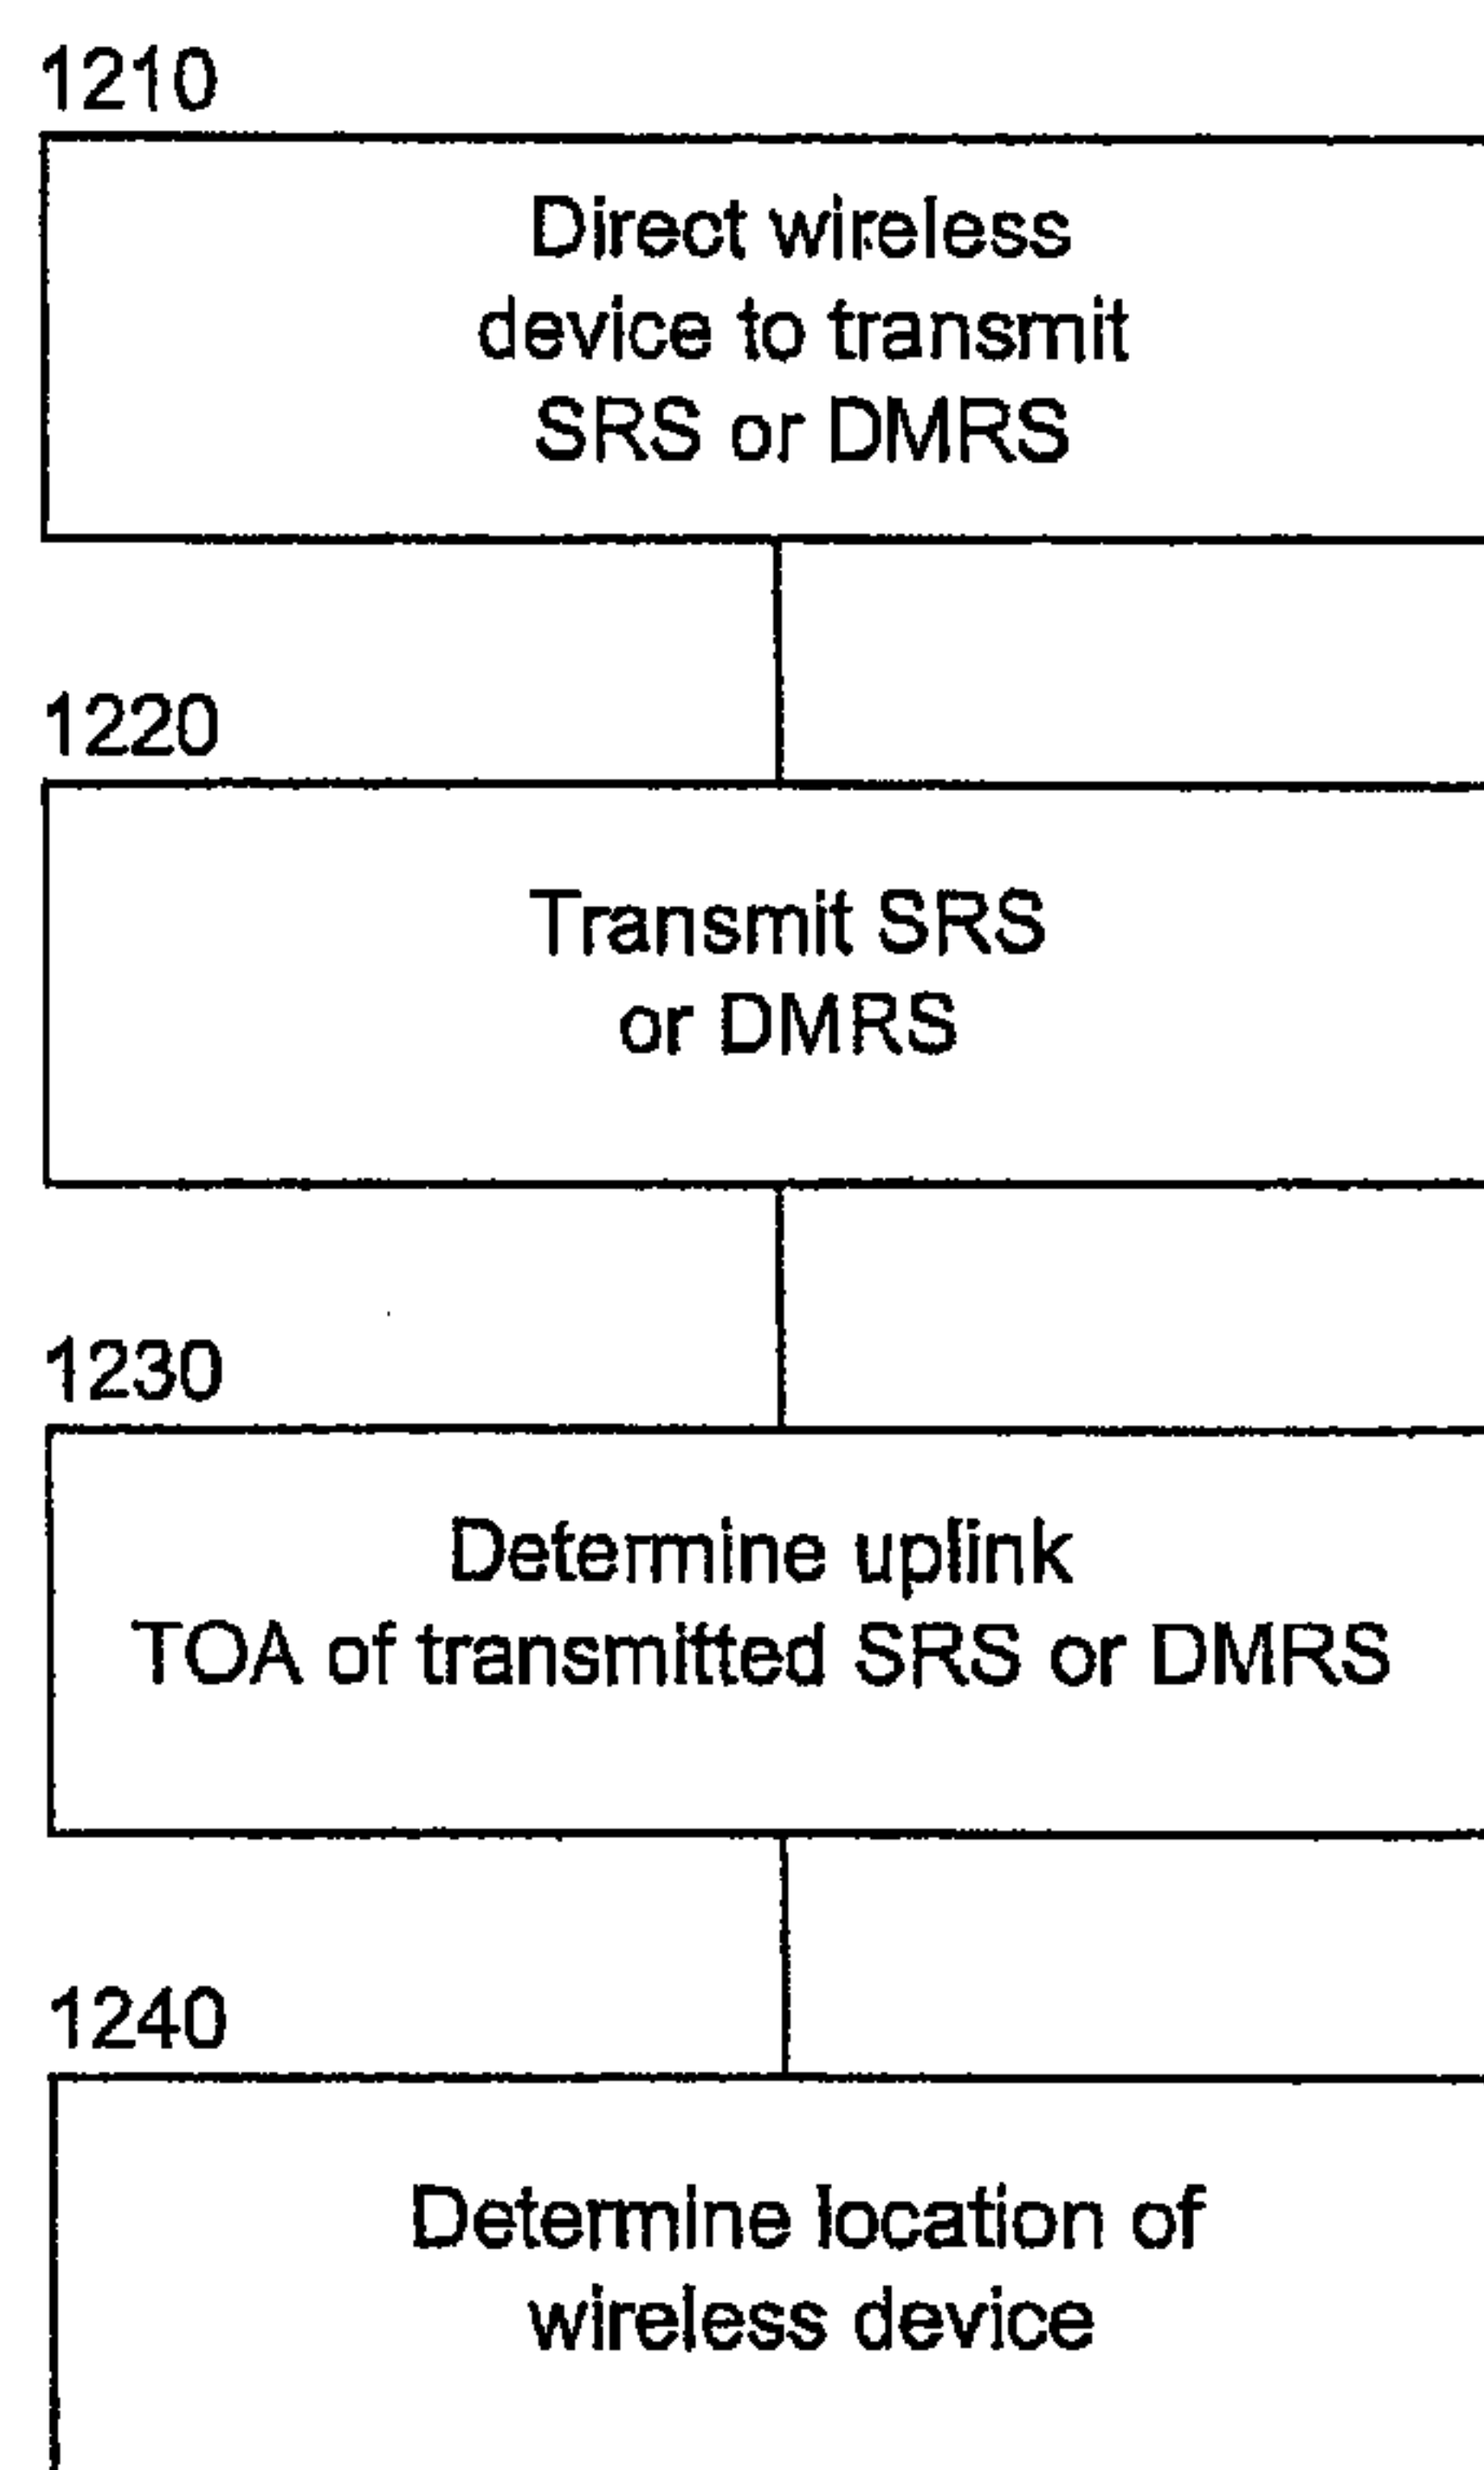 1210
Direct wireless
device to transmit
SRS or DMRS
1220
Transmit SRS
or DMRS
1230
Determine uplink
TOA of transmitted SRS or DMRS
1240
Determine location of
wireless device